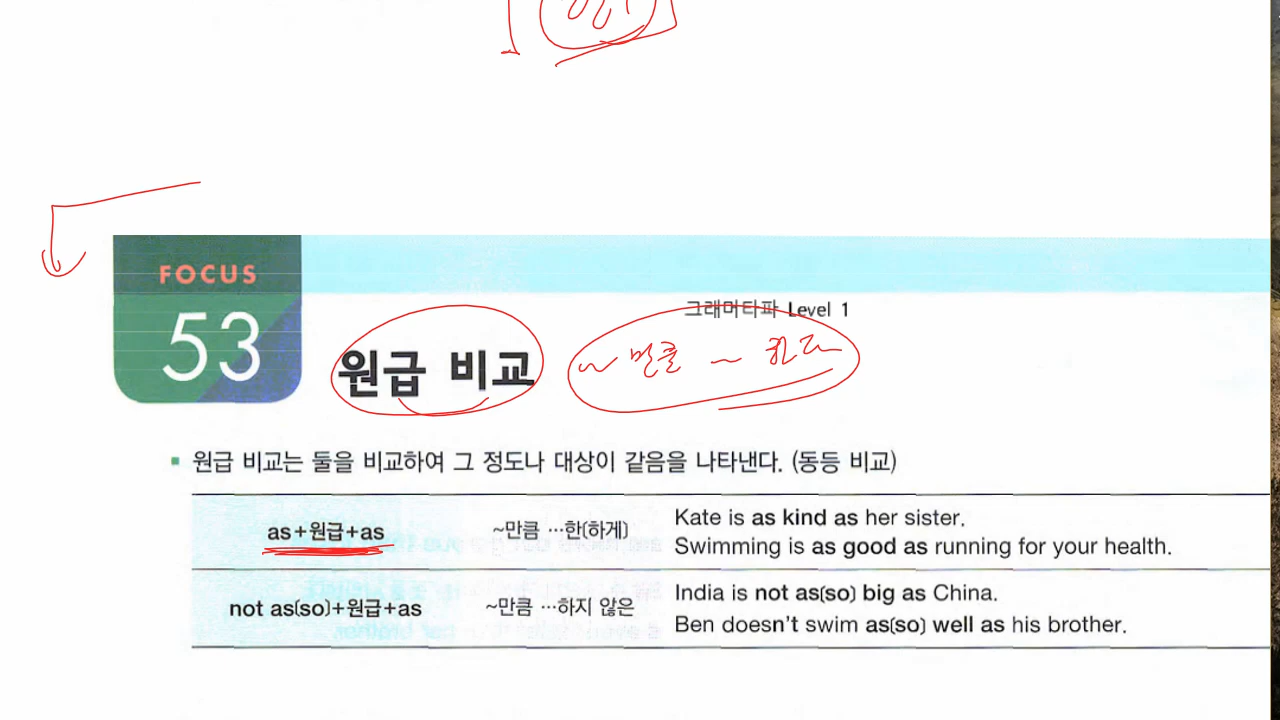 FOCUS
53
그래머타파 Level 1
원급 비교
~ 만큼 ~ 한다
▪ 원급 비교는 둘을 비교하여 그 정도나 대상이 같음을 나타낸다. (동등 비교)
as+원급+as ~만큼 …한(하게) Kate is as kind as her sister.
Swimming is as good as running for your health.
not as(so)+원급+as ~만큼 …하지 않은 India is not as(so) big as China.
Ben doesn't swim as(so) well as his brother.